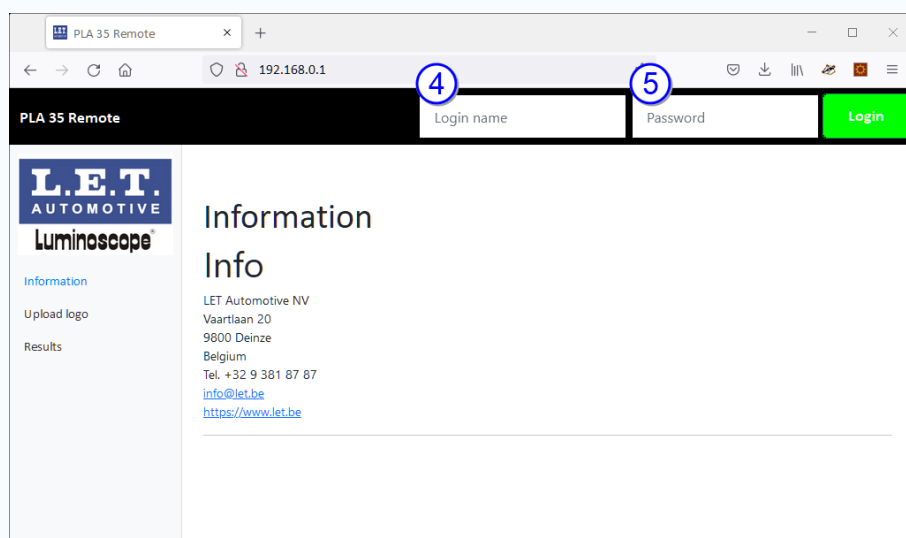 PLA 35 Remote
192.168.0.1
4
5
PLA 35 Remote
Login name
Password
Login
L.E.T.
AUTOMOTIVE
Luminoscope®
Information
Upload logo
Results
Information
Info
LET Automotive NV
Vaartlaan 20
9800 Deinze
Belgium
Tel. +32 9 381 87 87
info@let.be
https://www.let.be